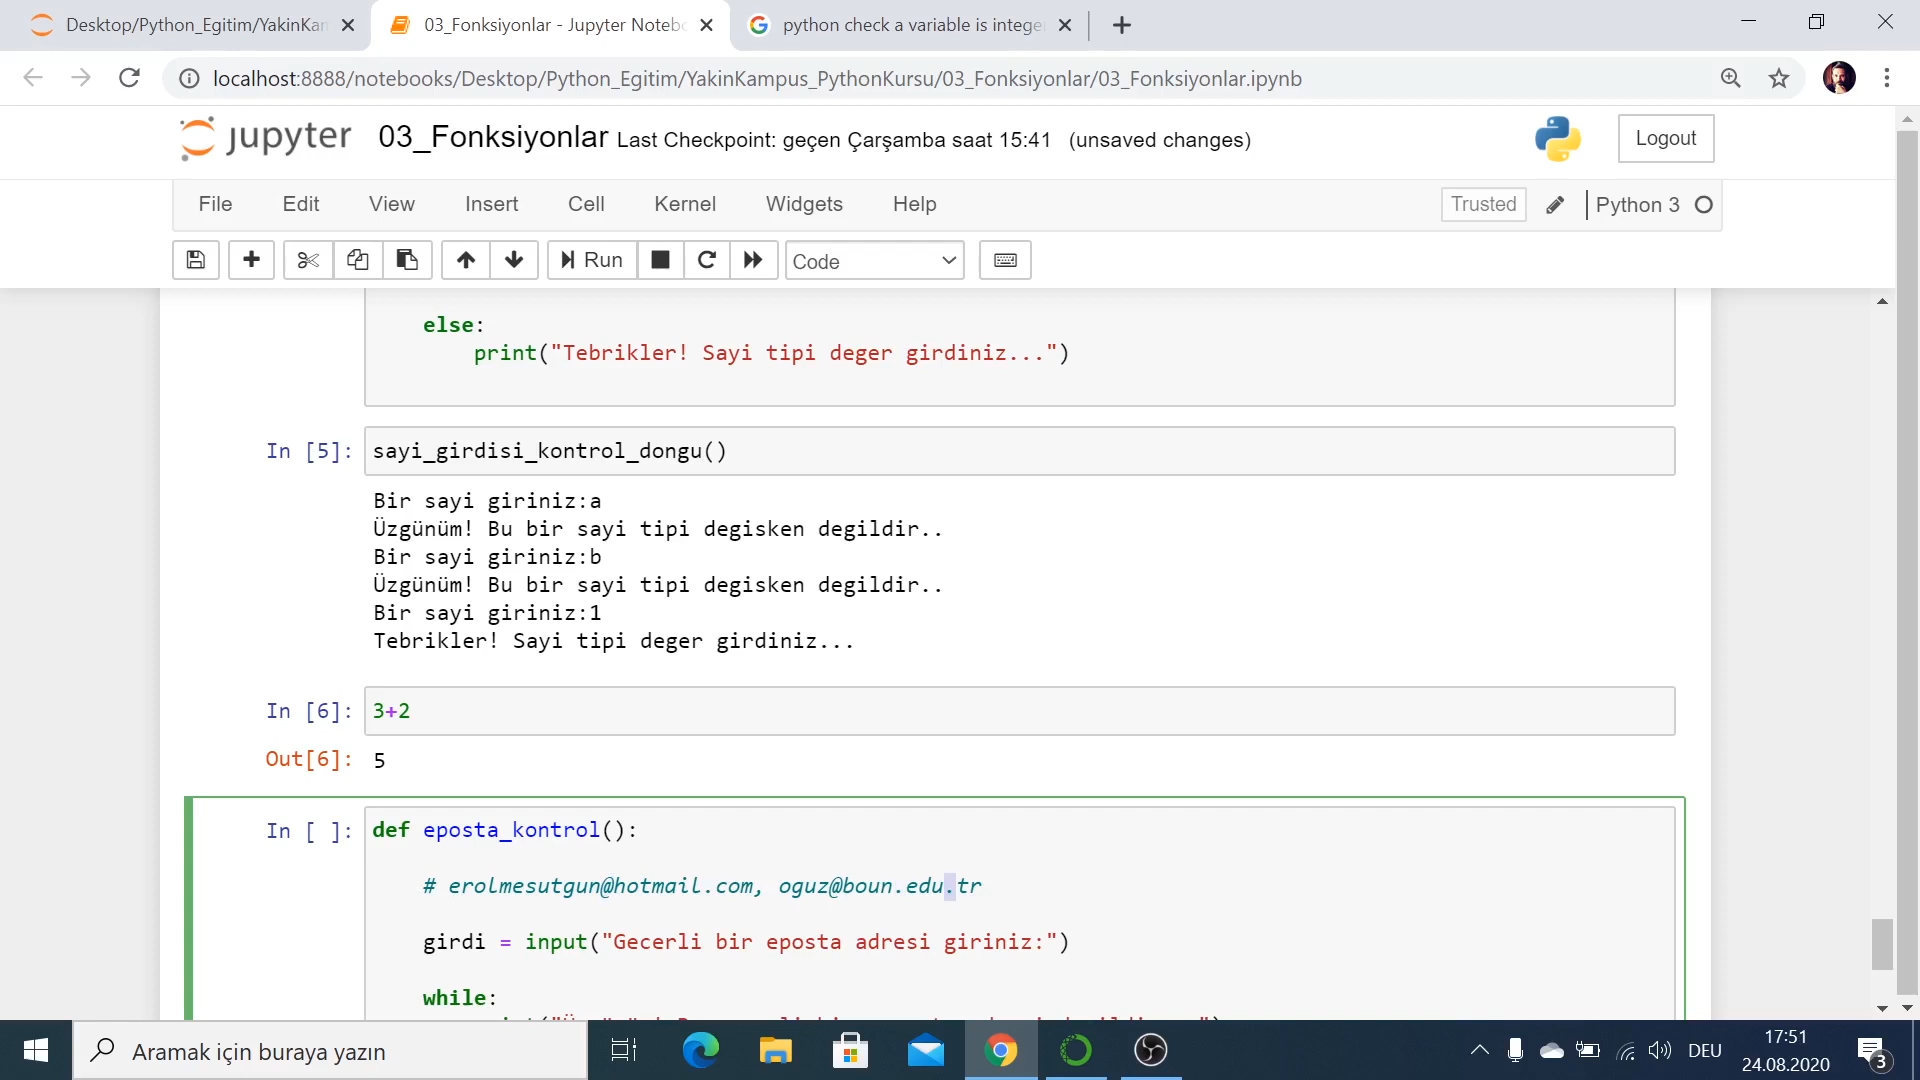 Desktop/Python_Egitim/YakinKan
03_Fonksiyonlar - Jupyter Notebo
python check a variable is intege
localhost:8888/notebooks/Desktop/Python_Egitim/YakinKampus_PythonKursu/03_Fonksiyonlar/03_Fonksiyonlar.ipynb
jupyter 03_Fonksiyonlar Last Checkpoint: geçen Çarşamba saat 15:41 (unsaved changes)
Logout
File Edit View Insert Cell Kernel Widgets Help
Trusted
Python 3
Run
Code
else:
print("Tebrikler! Sayi tipi deger girdiniz...")
In [5]: sayi_girdisi_kontrol_dongu()
Bir sayi giriniz:a
Üzgünüm! Bu bir sayi tipi degisken degildir..
Bir sayi giriniz:b
Üzgünüm! Bu bir sayi tipi degisken degildir..
Bir sayi giriniz:1
Tebrikler! Sayi tipi deger girdiniz...
In [6]: 3+2
Out[6]: 5
In [ ]: def eposta_kontrol():
# erolmesutgun@hotmail.com, oguz@boun.edu.tr
girdi = input("Gecerli bir eposta adresi giriniz:")
while:
Aramak için buraya yazın
DEU
17:51
24.08.2020
3